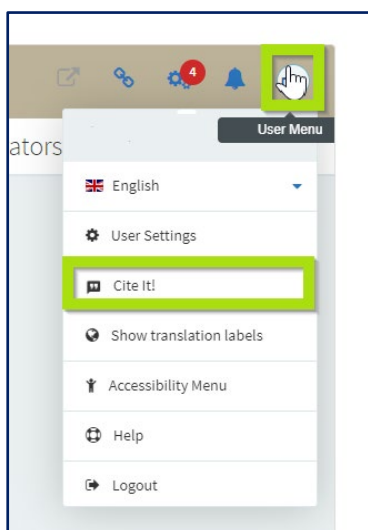 4
User Menu
ators
English
User Settings
Cite It!
Show translation labels
Accessibility Menu
Help
Logout